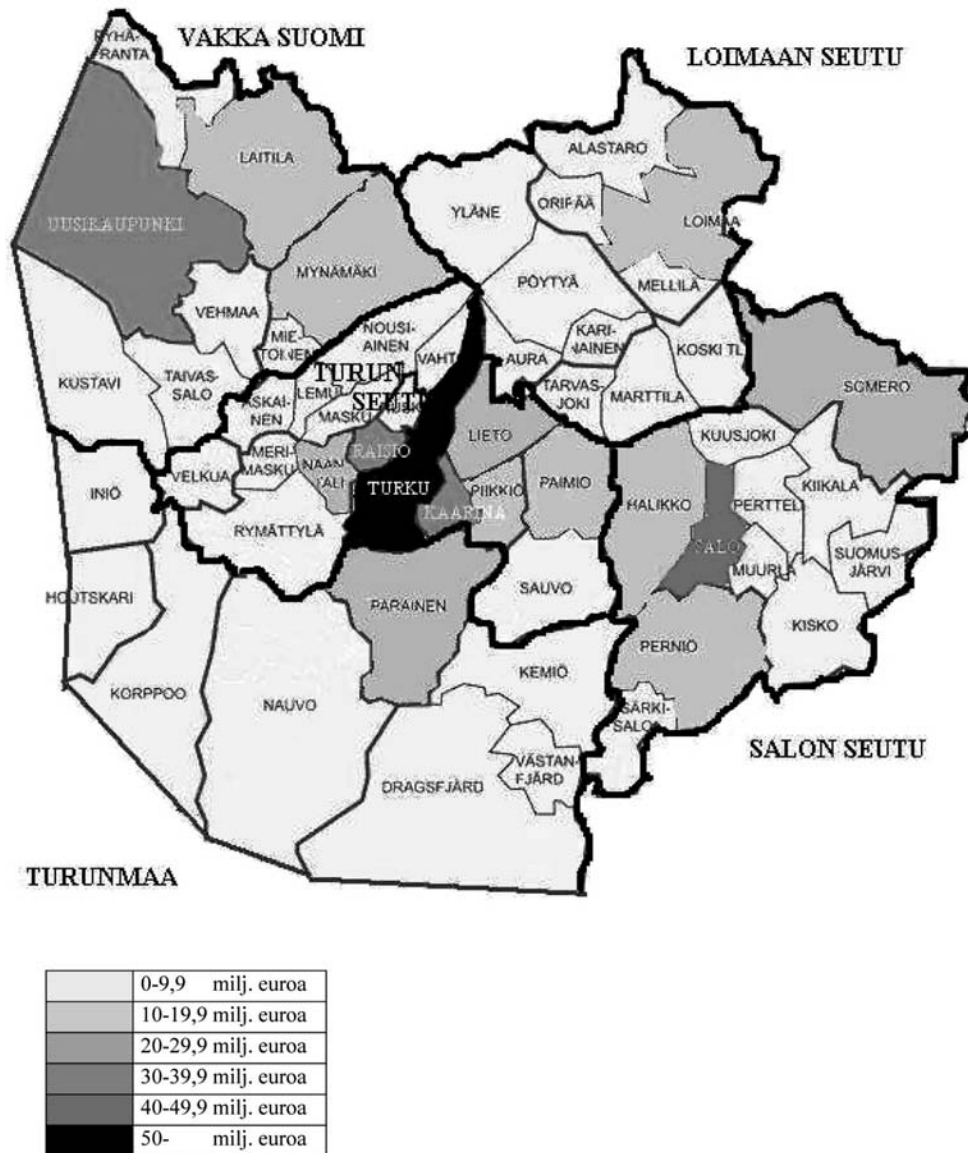 VAKKA SUOMI
LOIMAAN SEUTU
PYHÄ-
RANTA
LAITILA
ALASTARO
ORIPÄÄ
LOIMAA
YLÄNE
UUSIKAUPUNKI
MYNÄMÄKI
PÖYTYÄ
MELLILÄ
VEHMAA
MIE-
TOINEN
NOUSI-
AINEN
VAHTO
AURA
KARI-
NAINEN
KOSKI TL
KUSTAVI
TAIVAS-
SALO
TURUN
SEUTU
ASKAI-
NEN
LEMU
MASKU
TARVAS-
JOKI
MARTTILA
SOMERO
VELKUA
MERI-
MASKU
NAAN
TALI
RAISIO
LIETO
KUUSJOKI
INIÖ
RYMÄTTYLÄ
TURKU
KAARINA
PIIKKIÖ
PAIMIO
HALIKKO
PERTTELI
KIIKALA
SALO
MUURLA
SUOMUS-
JÄRVI
HOUTSKARI
PARAINEN
SAUVO
KISKO
KORPPOO
NAUVO
KEMIÖ
PERNIÖ
SÄRKI-
SALO
DRAGSFJÄRD
VÄSTAN-
FJÄRD
SALON SEUTU
TURUNMAA
0-9,9 milj. euroa
10-19,9 milj. euroa
20-29,9 milj. euroa
30-39,9 milj. euroa
40-49,9 milj. euroa
50- milj. euroa